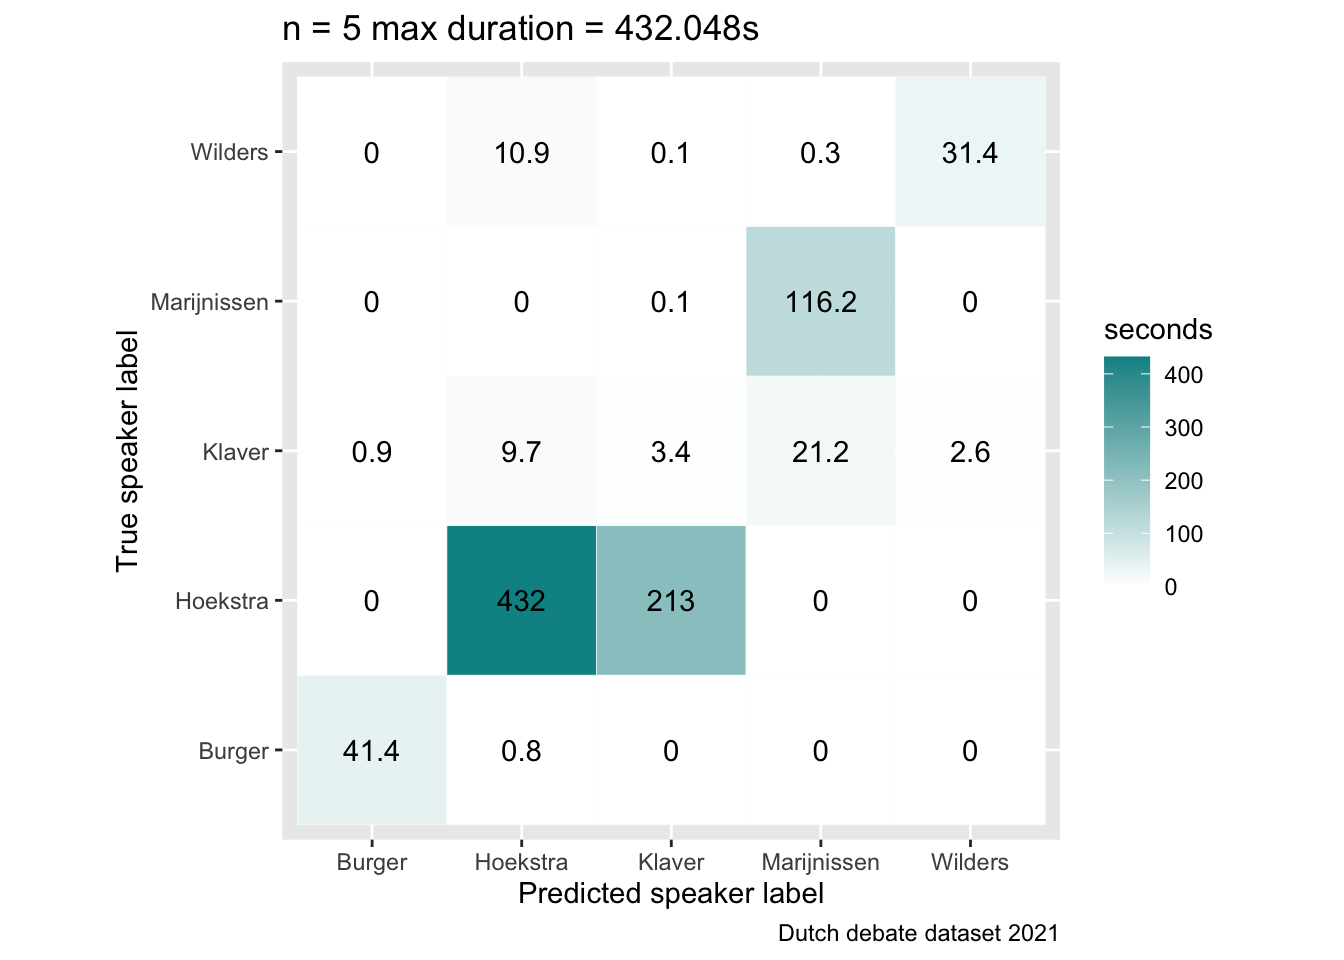 n = 5 max duration = 432.048s
Wilders 0 10.9 0.1 0.3 31.4
Marijnissen 0 0 0.1 116.2 0
Klaver 0.9 9.7 3.4 21.2 2.6
Hoekstra 0 432 213 0 0
Burger 41.4 0.8 0 0 0
Burger Hoekstra Klaver Marijnissen Wilders
Predicted speaker label
True speaker label
seconds
400
300
200
100
0
Dutch debate dataset 2021